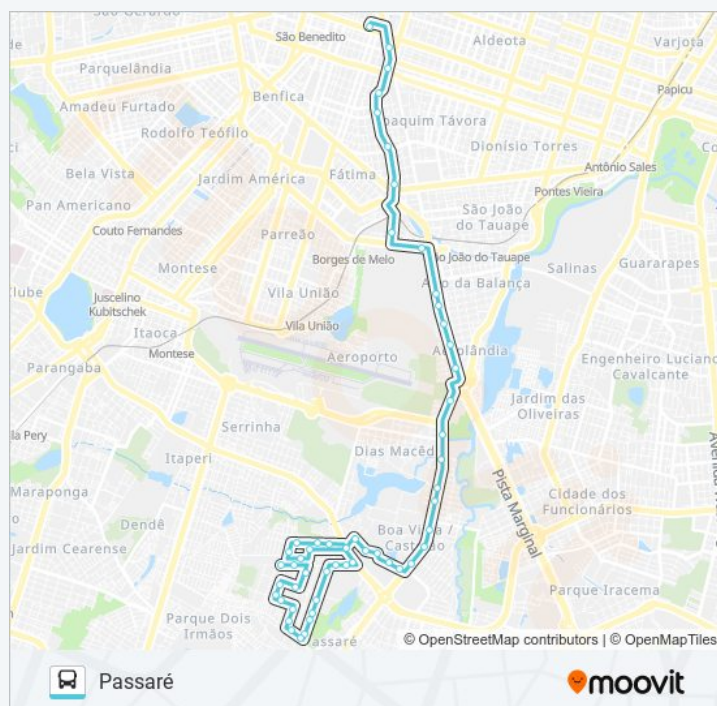 São Gerardo
São Benedito
Aldeota
Varjota
Parquelândia
Papicu
Benfica
Amadeu Furtado
Joaquim Távora
Rodolfo Teófilo
Dionísio Torres
Antônio Sales
Bela Vista
Jardim América
Fátima
Pontes Vieira
Pan Americano
São João
do Tauape
Couto Fernandes
Parreão
Borges de Melo
São João do Tauape
Salinas
Guararapes
Montese
Alto da Balança
Clube
Juscelino
Kubitschek
Vila União
Itaoca
Vila União
Montese
Aeroporto
Aerolândia
Parangaba
Engenheiro Luciano
Cavalcante
Jardim das
Oliveiras
Serrinha
Vila Pery
Dias Macêdo
Itaperi
Pista Marginal
Maraponga
Cidade dos
Funcionários
Dendê
Boa Vista /
Castelão
Jardim Cearense
Parque Iracema
Parque Dois
Irmãos
Passaré
© OpenStreetMap contributors | © OpenMapTiles
Passaré
moovit